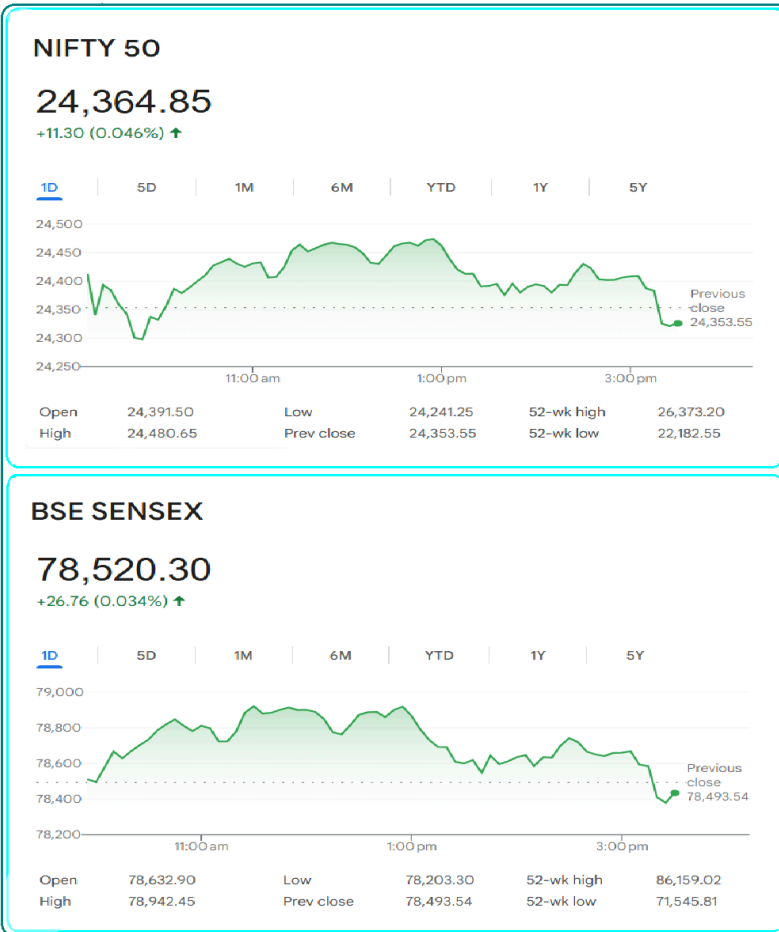 NIFTY 50
24,364.85
+11.30 (0.046%) ↑
1D 5D 1M 6M YTD 1Y 5Y
24,500
24,450
24,400
24,350
24,300
24,250
Previous
close
24,353.55
11:00 am 1:00 pm 3:00 pm
Open 24,391.50 Low 24,241.25 52-wk high 26,373.20
High 24,480.65 Prev close 24,353.55 52-wk low 22,182.55
BSE SENSEX
78,520.30
+26.76 (0.034%) ↑
1D 5D 1M 6M YTD 1Y 5Y
79,000
78,800
78,600
78,400
78,200
Previous
close
78,493.54
11:00 am 1:00 pm 3:00 pm
Open 78,632.90 Low 78,203.30 52-wk high 86,159.02
High 78,942.45 Prev close 78,493.54 52-wk low 71,545.81